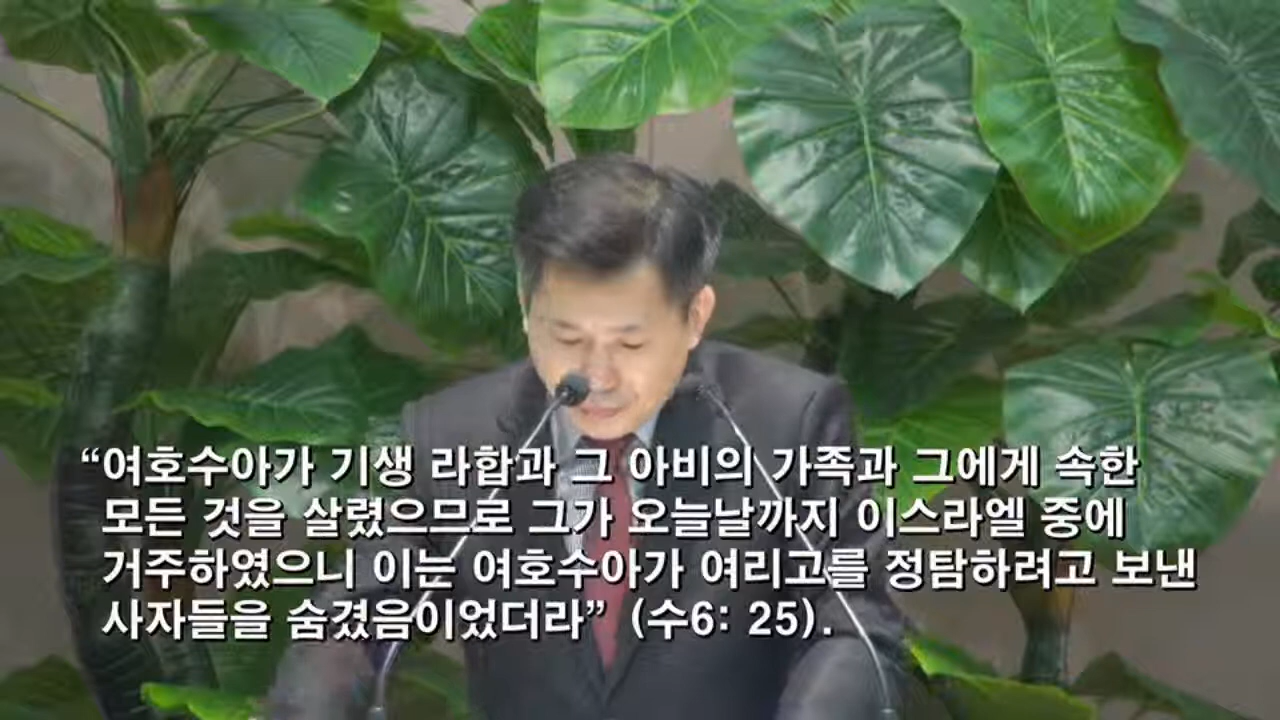 “여호수아가 기생 라합과 그 아비의 가족과 그에게 속한
모든 것을 살렸으므로 그가 오늘날까지 이스라엘 중에
거주하였으니 이는 여호수아가 여리고를 정탐하려고 보낸
사자들을 숨겼음이었더라” (수6: 25).